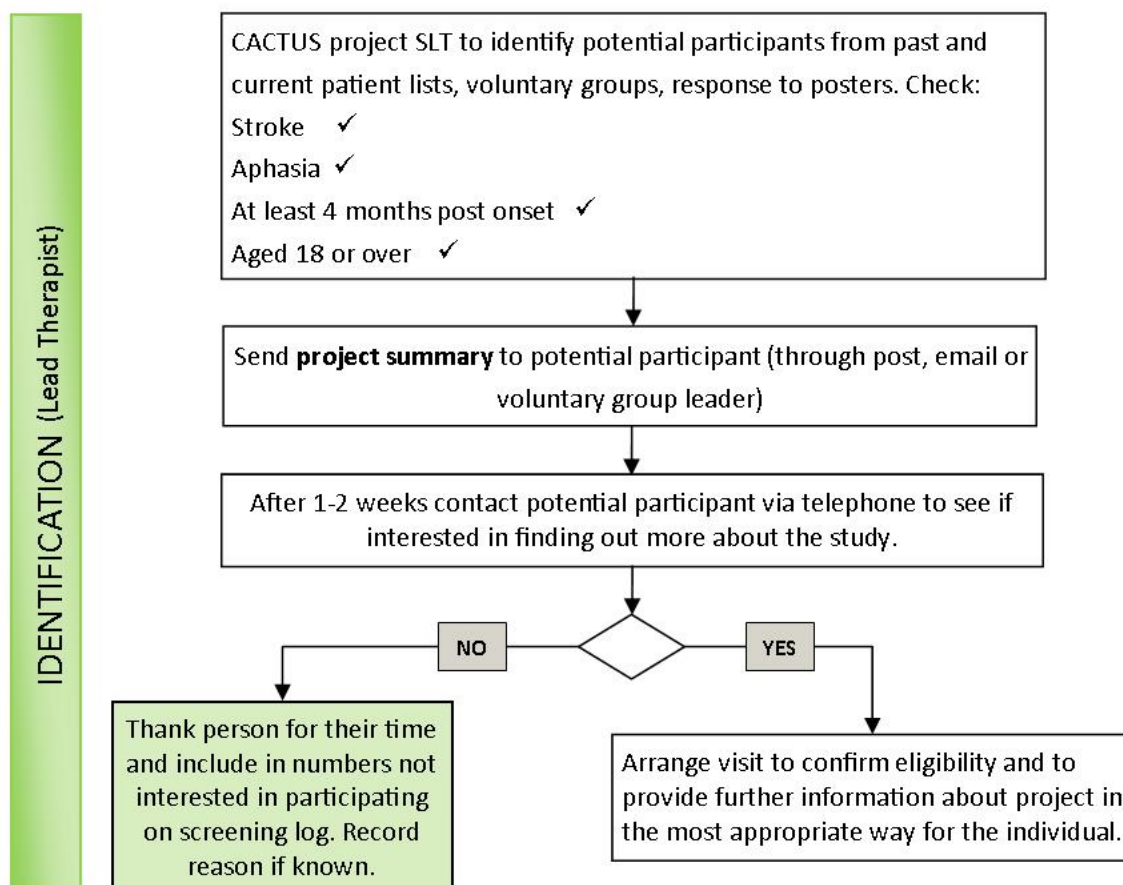 IDENTIFICATION (Lead Therapist)
CACTUS project SLT to identify potential participants from past and
current patient lists, voluntary groups, response to posters. Check:
Stroke ✓
Aphasia ✓
At least 4 months post onset ✓
Aged 18 or over ✓
Send project summary to potential participant (through post, email or
voluntary group leader)
After 1-2 weeks contact potential participant via telephone to see if
interested in finding out more about the study.
NO
YES
Thank person for their time
and include in numbers not
interested in participating
on screening log. Record
reason if known.
Arrange visit to confirm eligibility and to
provide further information about project in
the most appropriate way for the individual.